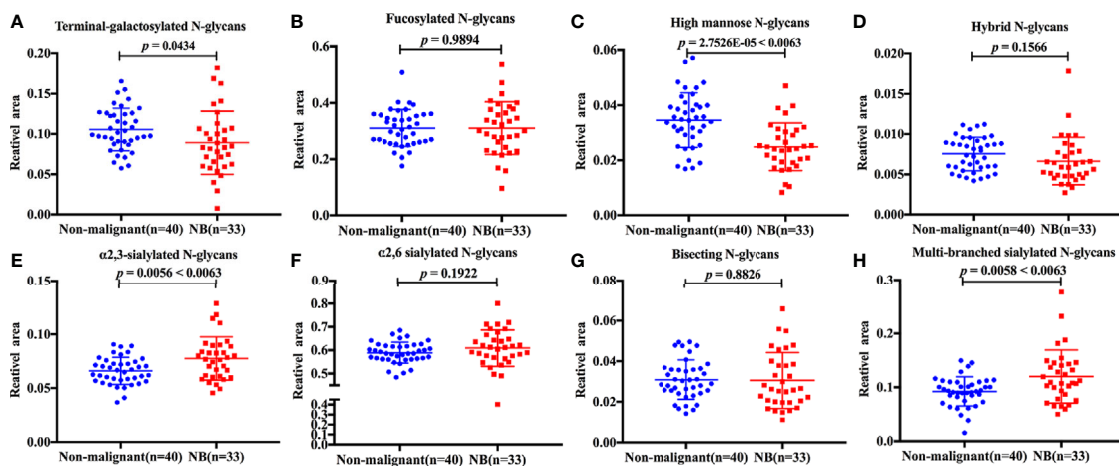 A
Terminal-galactosylated N-glycans
p = 0.0434
Reativel area
0.20
0.15
0.10
0.05
0.00
Non-malignant(n=40) NB(n=33)
B
Fucosylated N-glycans
p = 0.9894
Reativel area
0.6
0.4
0.2
0.0
Non-malignant(n=40) NB(n=33)
C
High mannose N-glycans
p = 2.7526E-05 < 0.0063
Reativel area
0.06
0.04
0.02
0.00
Non-malignant(n=40) NB(n=33)
D
Hybrid N-glycans
p = 0.1566
Reativel area
0.020
0.015
0.010
0.005
0.000
Non-malignant(n=40) NB(n=33)
E
α2,3-sialylated N-glycans
p = 0.0056 < 0.0063
Reativel area
0.15
0.10
0.05
0.00
Non-malignant(n=40) NB(n=33)
F
α2,6 sialylated N-glycans
p = 0.1922
Reativel area
0.9
0.8
0.7
0.6
0.5
0.4
0.3
0.2
0.1
0.0
Non-malignant(n=40) NB(n=33)
G
Bisecting N-glycans
p = 0.8826
Reativel area
0.08
0.06
0.04
0.02
0.00
Non-malignant(n=40) NB(n=33)
H
Multi-branched sialylated N-glycans
p = 0.0058 < 0.0063
Reativel area
0.3
0.2
0.1
0.0
Non-malignant(n=40) NB(n=33)